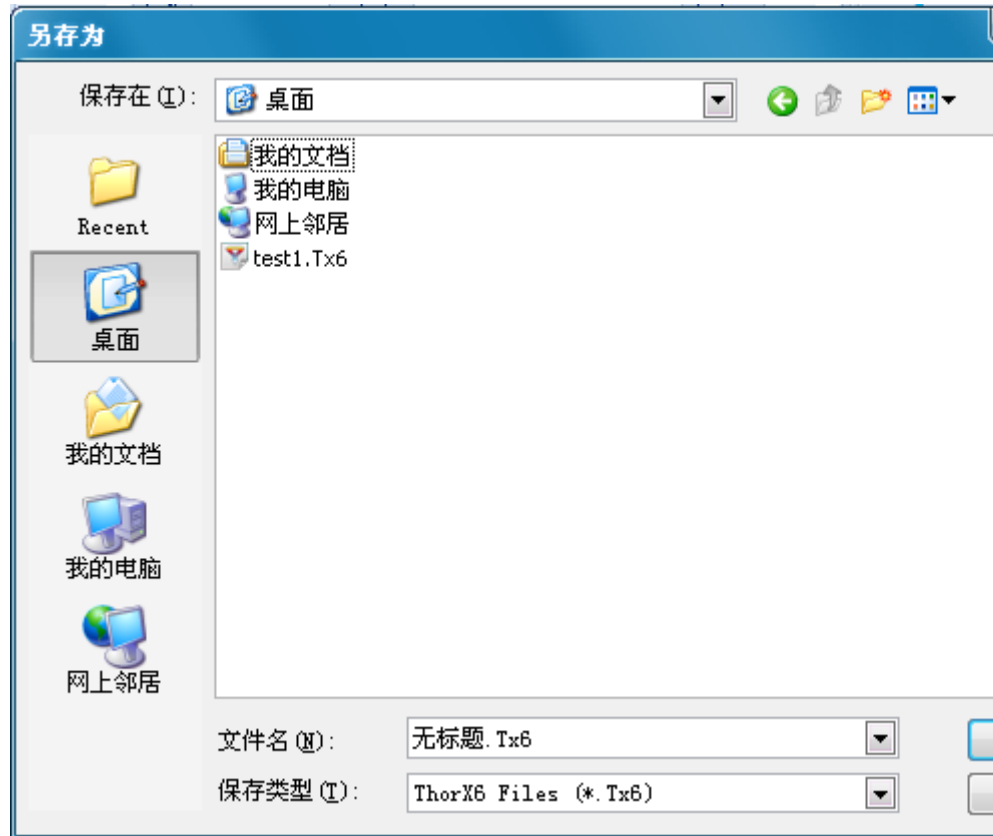 另存为
保存在(I):
桌面
我的文档
我的电脑
网上邻居
test1.Tx6
Recent
桌面
我的文档
我的电脑
网上邻居
文件名(N):
无标题.Tx6
保存类型(T):
ThorX6 Files (*.Tx6)